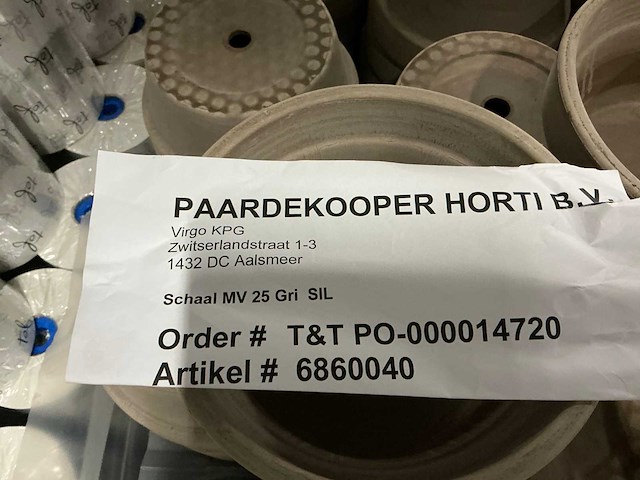 PAARDEKOOPER HORTI B.V.
Virgo KPG
Zwitserlandstraat 1-3
1432 DC Aalsmeer
Schaal MV 25 Gri SIL
Order # T&T PO-000014720
Artikel # 6860040